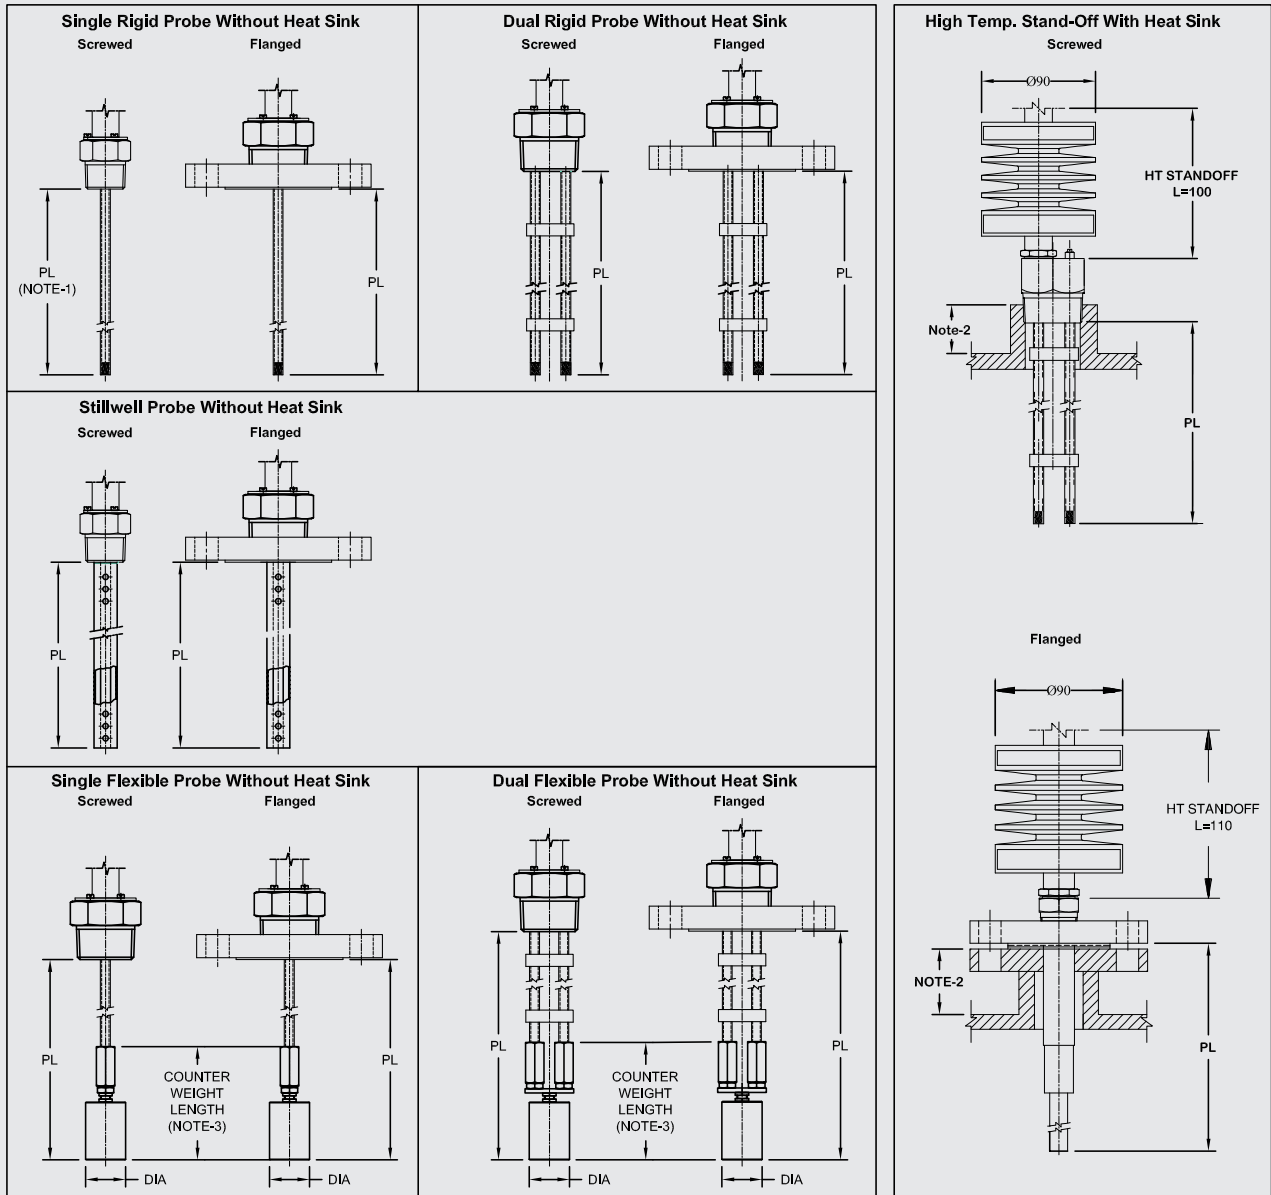 Single Rigid Probe Without Heat Sink
Screwed
Flanged
PL
(NOTE-1)
PL
Dual Rigid Probe Without Heat Sink
Screwed
Flanged
PL
PL
Stillwell Probe Without Heat Sink
Screwed
Flanged
PL
PL
Single Flexible Probe Without Heat Sink
Screwed
Flanged
PL
COUNTER
WEIGHT
LENGTH
(NOTE-3)
PL
DIA
DIA
Dual Flexible Probe Without Heat Sink
Screwed
Flanged
PL
COUNTER
WEIGHT
LENGTH
(NOTE-3)
PL
DIA
DIA
High Temp. Stand-Off With Heat Sink
Screwed
Ø90
HT STANDOFF
L=100
Note-2
PL
Flanged
Ø90
HT STANDOFF
L=110
NOTE-2
PL